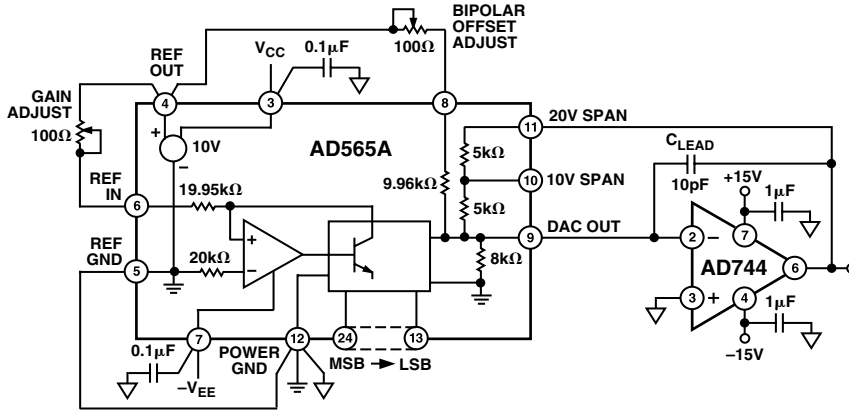 BIPOLAR
OFFSET
ADJUST
100Ω
REF
OUT
VCC
0.1µF
GAIN
ADJUST
100Ω
4
3
8
11
20V SPAN
+
10V
–
AD565A
5kΩ
CLEAD
10pF
+15V
1µF
REF
IN
19.95kΩ
9.96kΩ
10
10V SPAN
5kΩ
6
REF
GND
20kΩ
+
–
9
DAC OUT
2
–
7
AD744
6
5
8kΩ
3
+
4
1µF
–15V
0.1µF
7
POWER
GND
12
24
13
MSB
LSB
–VEE